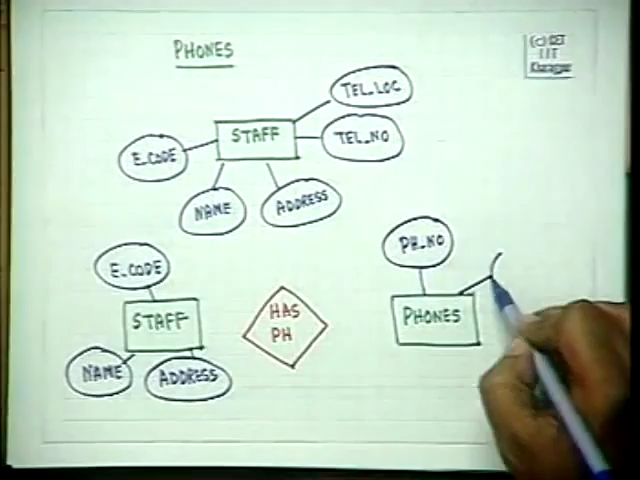 PHONES
(C) CET
IIT
Kharagpur
TEL_LOC
STAFF
TEL_NO
E_CODE
NAME
ADDRESS
PH_NO
E_CODE
STAFF
HAS
PH
PHONES
NAME
ADDRESS